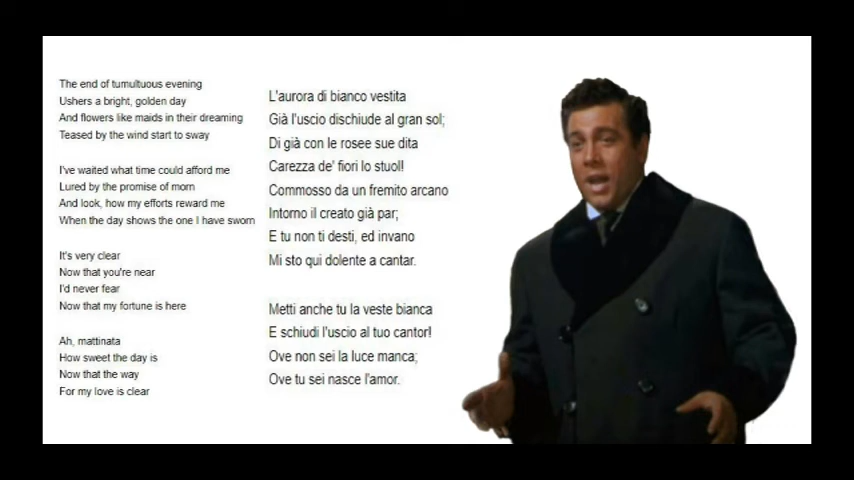 The end of tumultuous evening
Ushers a bright, golden day
And flowers like maids in their dreaming
Teased by the wind start to sway
I've waited what time could afford me
Lured by the promise of morn
And look, how my efforts reward me
When the day shows the one I have sworn
It's very clear
Now that you're near
I'd never fear
Now that my fortune is here
Ah, mattinata
How sweet the day is
Now that the way
For my love is clear
L'aurora di bianco vestita
Già l'uscio dischiude al gran sol;
Di già con le rosee sue dita
Carezza de' fiori lo stuol!
Commosso da un fremito arcano
Intorno il creato già par;
E tu non ti desti, ed invano
Mi sto qui dolente a cantar.
Metti anche tu la veste bianca
E schiudi l'uscio al tuo cantor!
Ove non sei la luce manca;
Ove tu sei nasce l'amor.